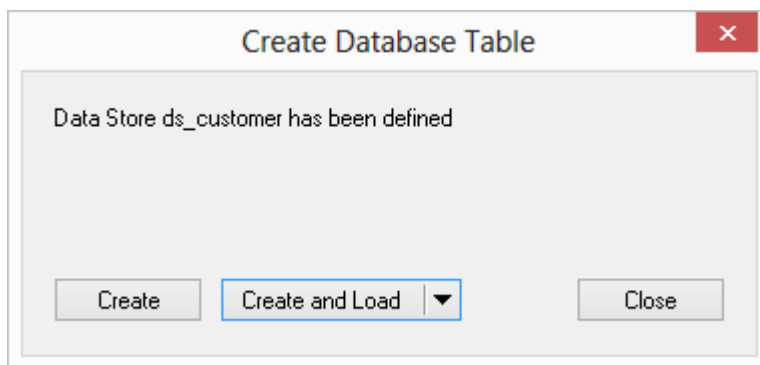 Create Database Table
Data Store ds_customer has been defined
Create
Create and Load
Close